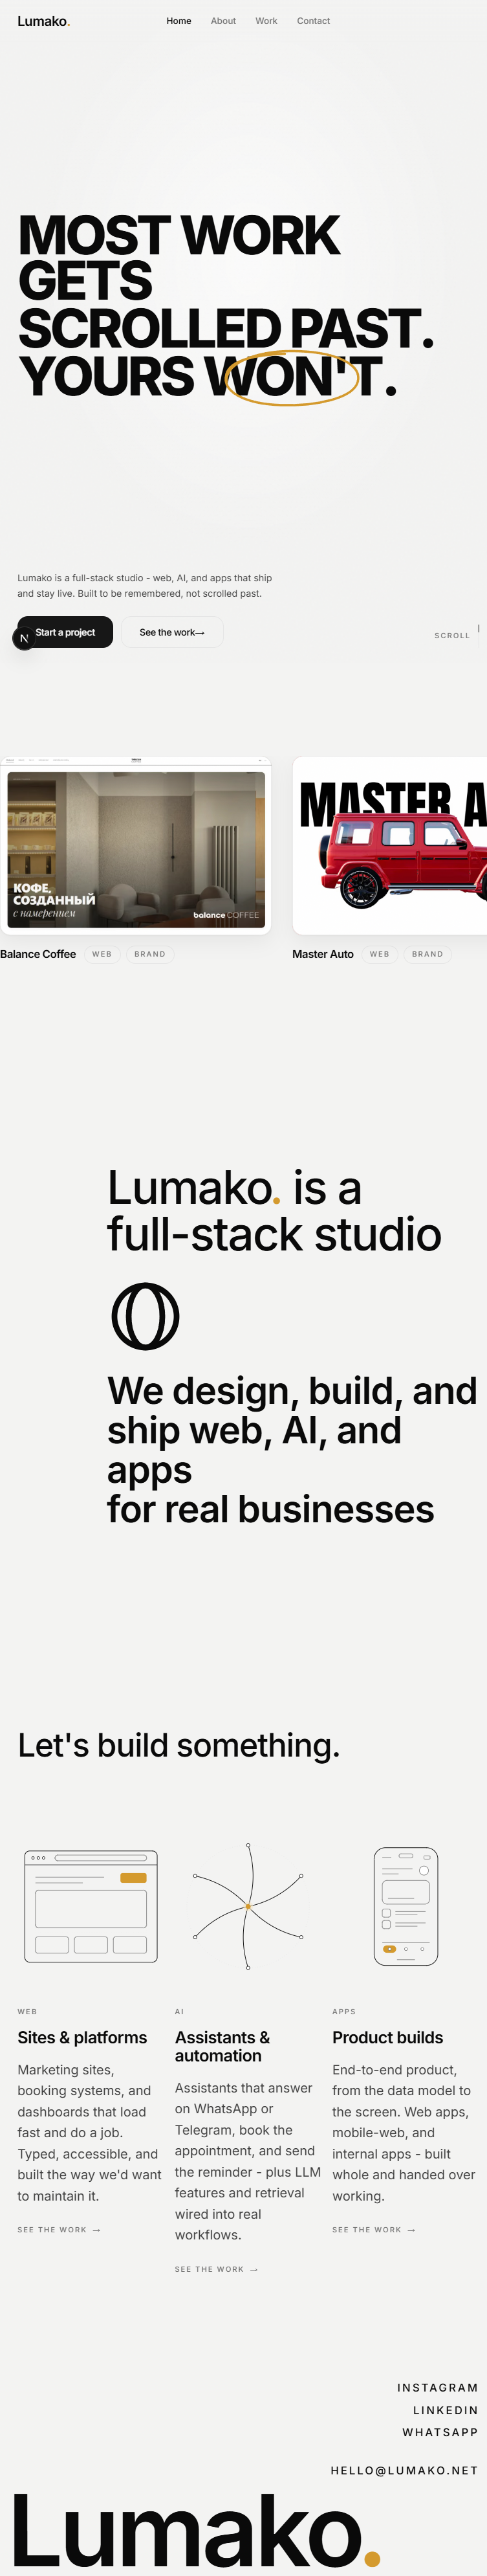 Lumako.
Home About Work Contact
MOST WORK
GETS
SCROLLED PAST.
YOURS WON'T.
Lumako is a full-stack studio - web, AI, and apps that ship
and stay live. Built to be remembered, not scrolled past.
N
Start a project
See the work→
SCROLL
КОФЕ,
СОЗДАННЫЙ
с намерением
balance COFFEE
MASTER A
Balance Coffee WEB BRAND
Master Auto WEB BRAND
Lumako. is a
full-stack studio
We design, build, and
ship web, AI, and
apps
for real businesses
Let's build something.
WEB
Sites & platforms
Marketing sites,
booking systems, and
dashboards that load
fast and do a job.
Typed, accessible, and
built the way we'd want
to maintain it.
SEE THE WORK →
AI
Assistants &
automation
Assistants that answer
on WhatsApp or
Telegram, book the
appointment, and send
the reminder - plus LLM
features and retrieval
wired into real
workflows.
SEE THE WORK →
APPS
Product builds
End-to-end product,
from the data model to
the screen. Web apps,
mobile-web, and
internal apps - built
whole and handed over
working.
SEE THE WORK →
INSTAGRAM
LINKEDIN
WHATSAPP
HELLO@LUMAKO.NET
Lumako.